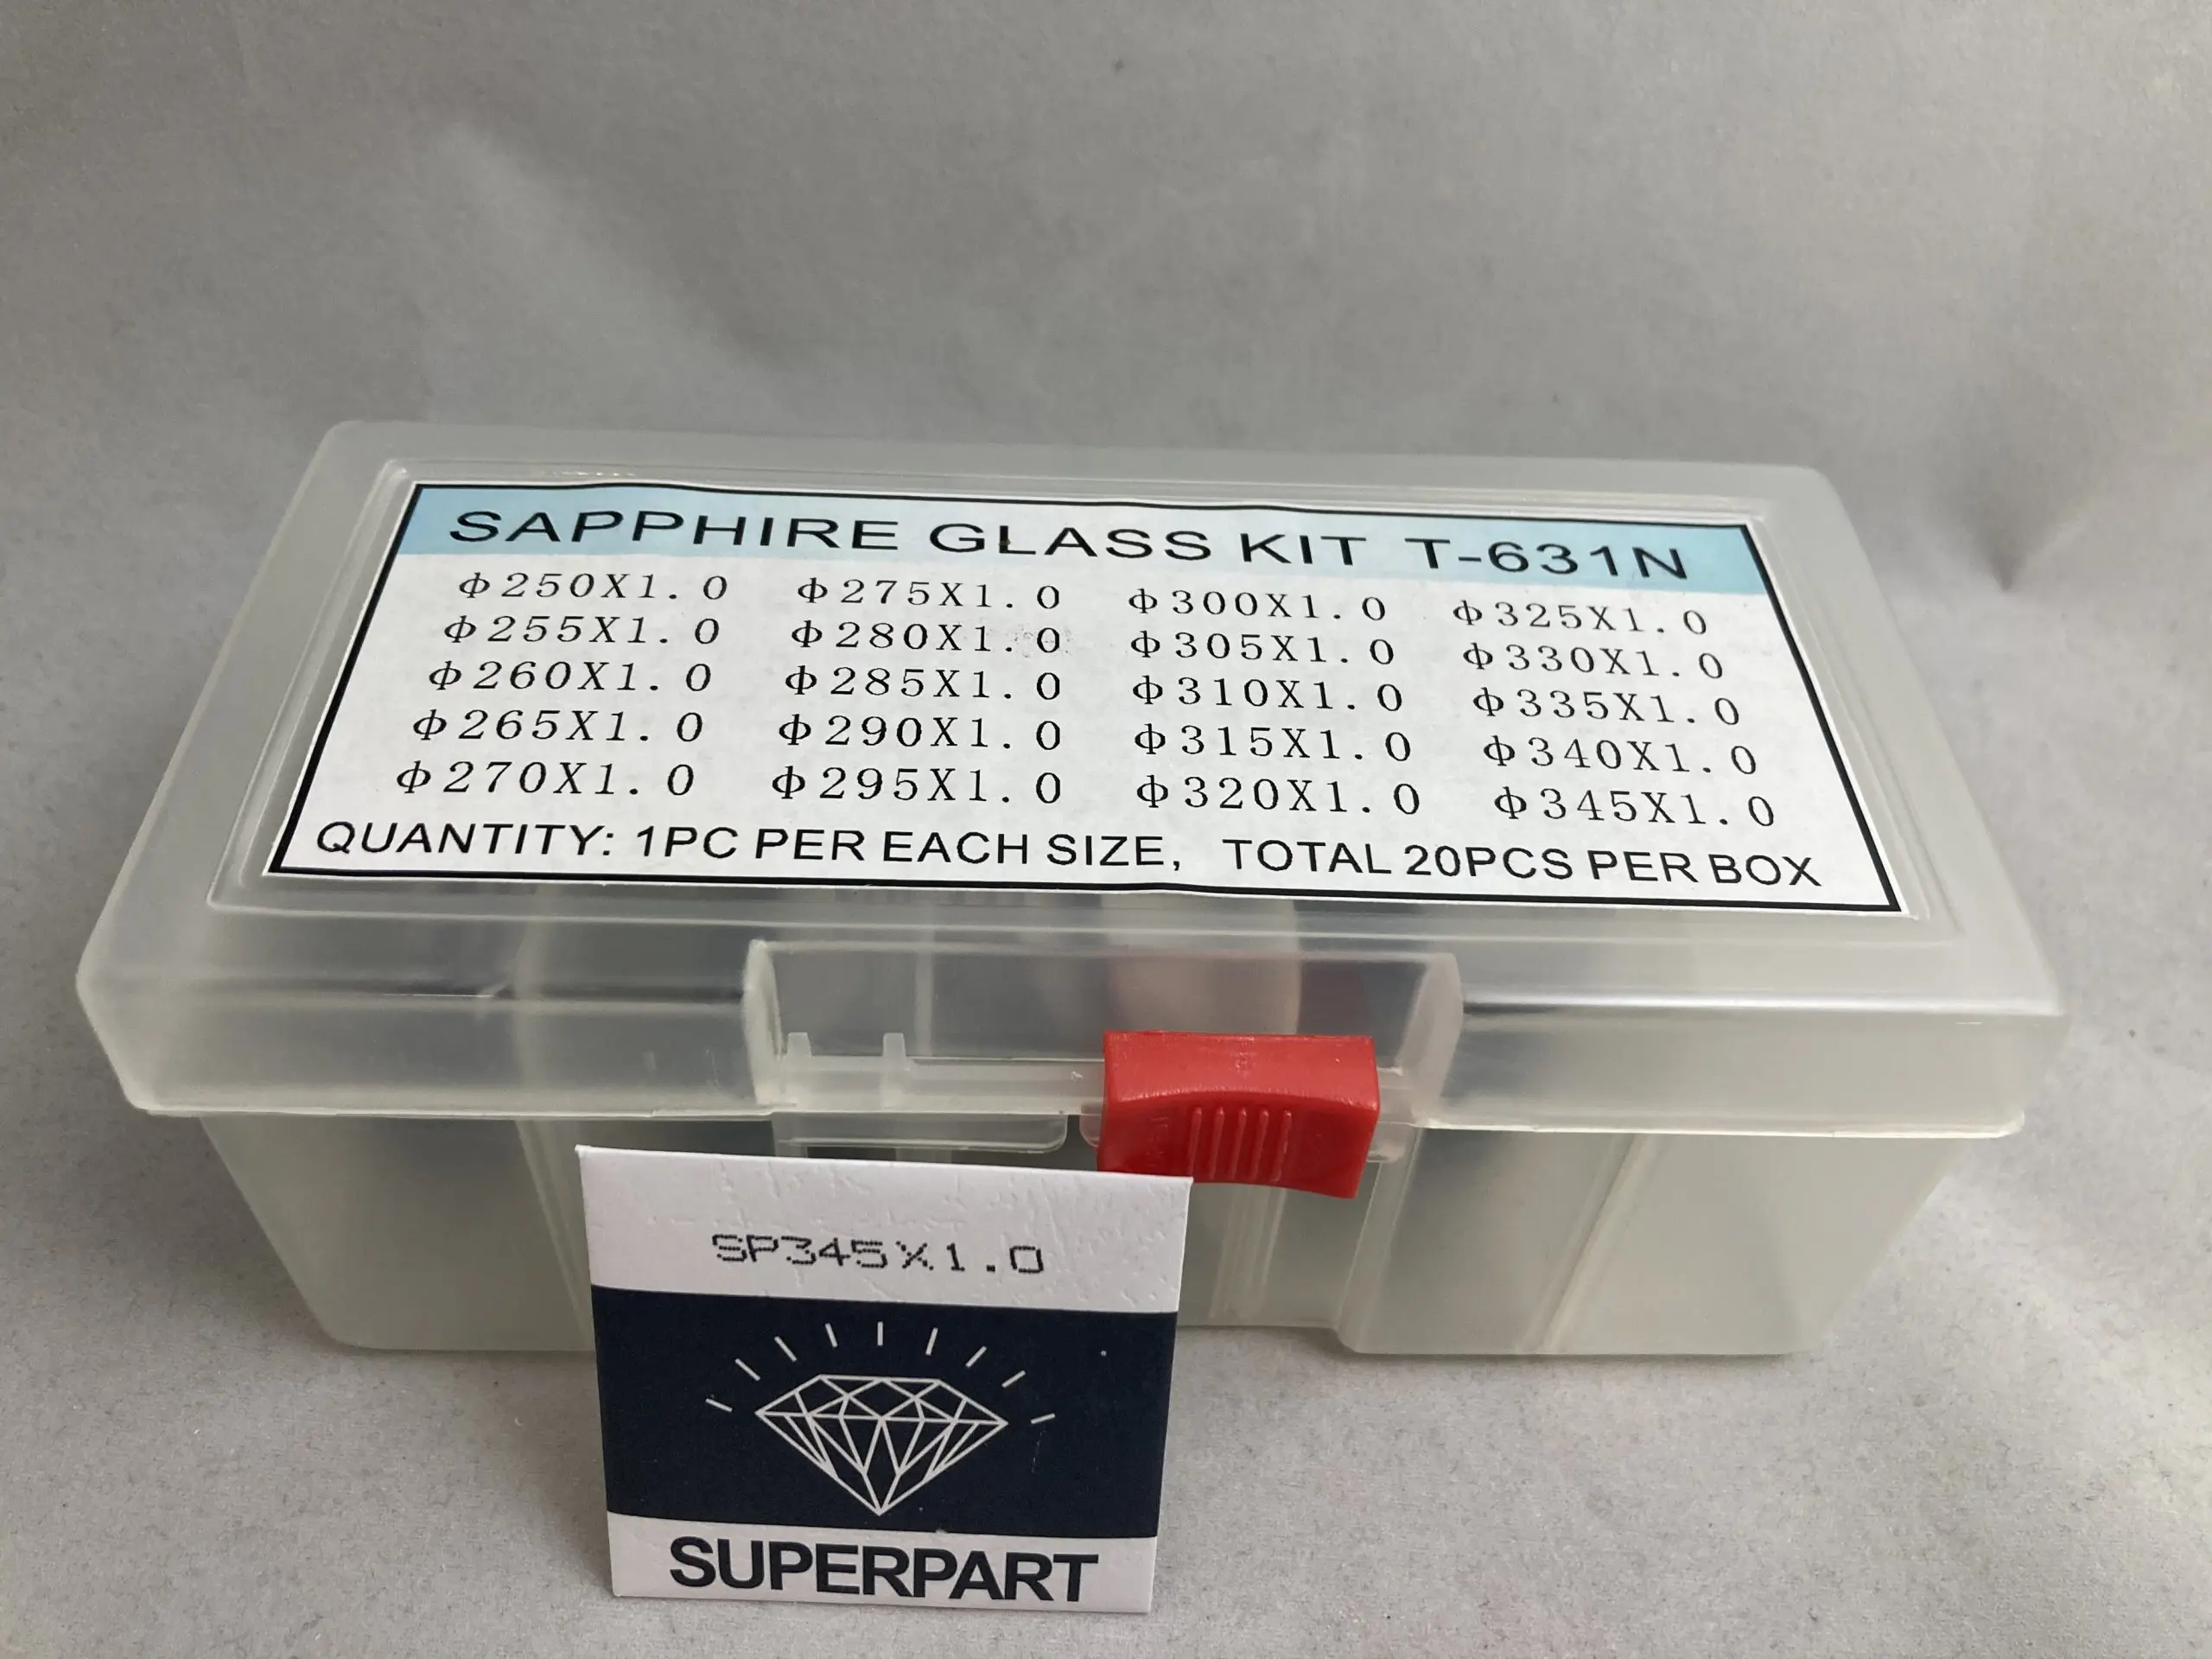 SAPPHIRE GLASS KIT T-631N
Φ250X1.0 Φ275X1.0 Φ300X1.0 Φ325X1.0
Φ255X1.0 Φ280X1.0 Φ305X1.0 Φ330X1.0
Φ260X1.0 Φ285X1.0 Φ310X1.0 Φ335X1.0
Φ265X1.0 Φ290X1.0 Φ315X1.0 Φ340X1.0
Φ270X1.0 Φ295X1.0 Φ320X1.0 Φ345X1.0
QUANTITY: 1PC PER EACH SIZE, TOTAL 20PCS PER BOX
SP345X1.0
SUPERPART